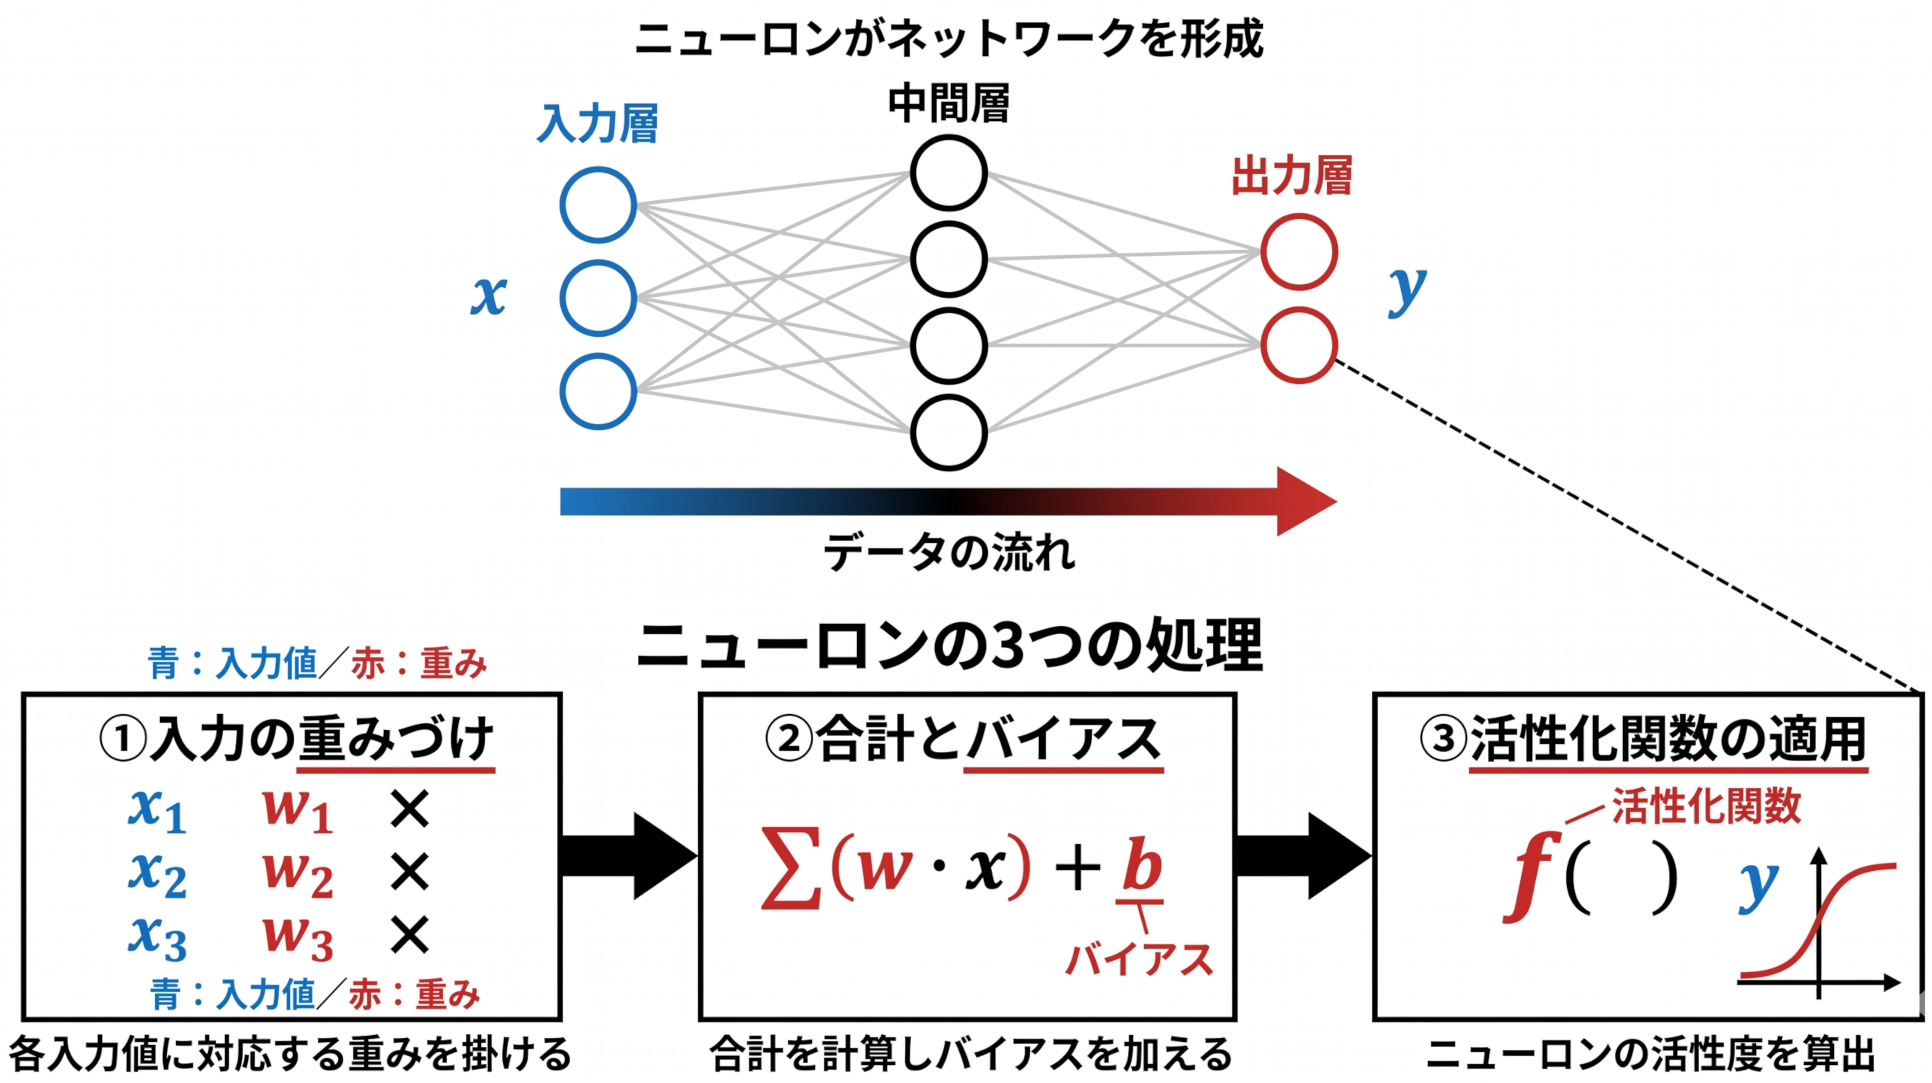 ニューロンがネットワークを形成
中間層
入力層
出力層
x
y
データの流れ
ニューロンの3つの処理
青：入力値／赤：重み
①入力の重みづけ
x₁ w₁ ×
x₂ w₂ ×
x₃ w₃ ×
青：入力値／赤：重み
各入力値に対応する重みを掛ける
②合計とバイアス
∑(w · x) + b
バイアス
合計を計算しバイアスを加える
③活性化関数の適用
活性化関数
f( )
y
ニューロンの活性度を算出